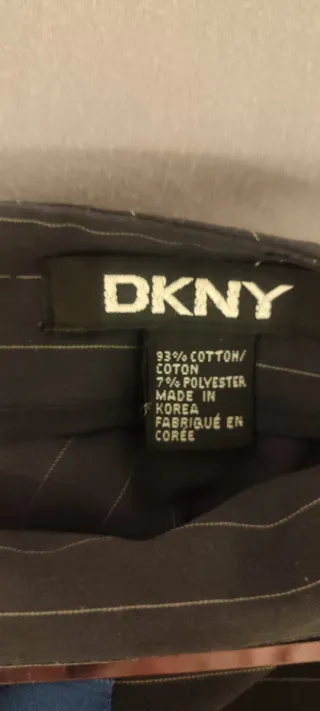 DKNY
93% COTTON/
COTON
7% POLYESTER
MADE IN
KOREA
FABRIQUÉ EN
CORÉE